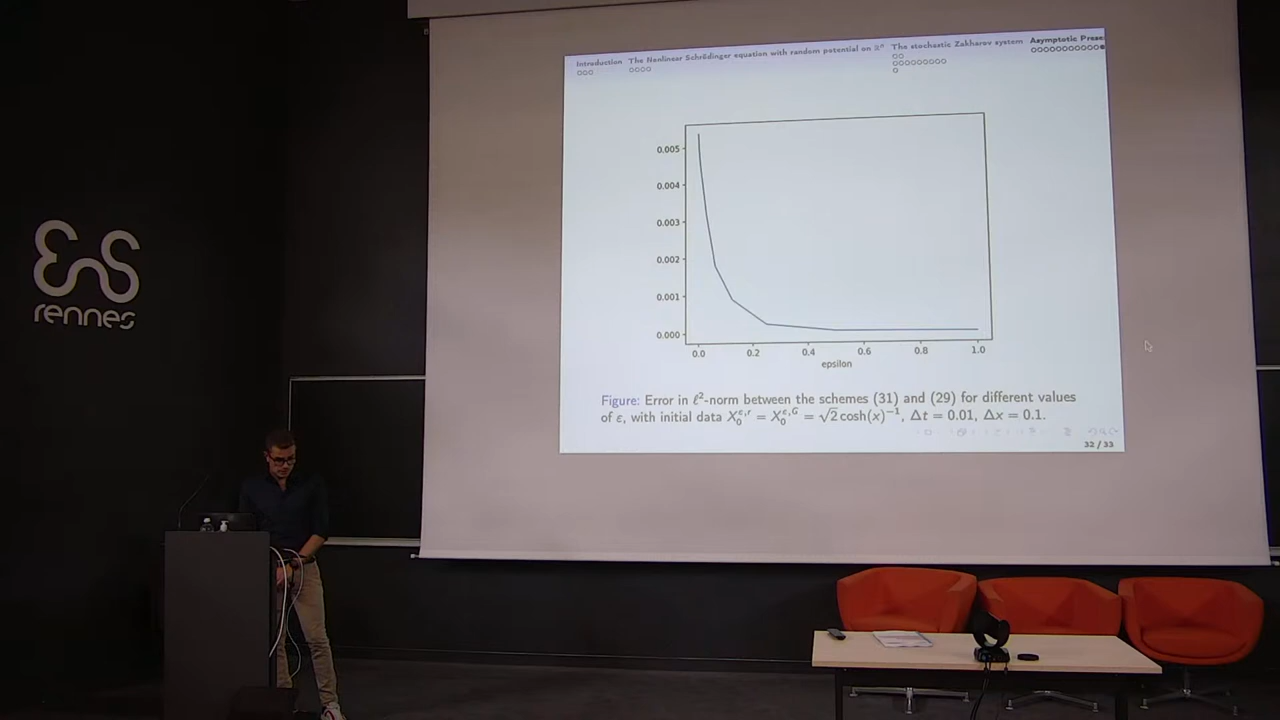 Introduction The Nonlinear Schrödinger equation with random potential on ℝᵈ The stochastic Zakharov system Asymptotic Prese
0.005
0.004
0.003
0.002
0.001
0.000
0.0 0.2 0.4 0.6 0.8 1.0
epsilon
Figure: Error in ℓ²-norm between the schemes (31) and (29) for different values
of ε, with initial data X₀^{ε,r} = X₀^{ε,G} = √2 cosh(x)⁻¹, Δt = 0.01, Δx = 0.1.
32 / 33
ENS
rennes